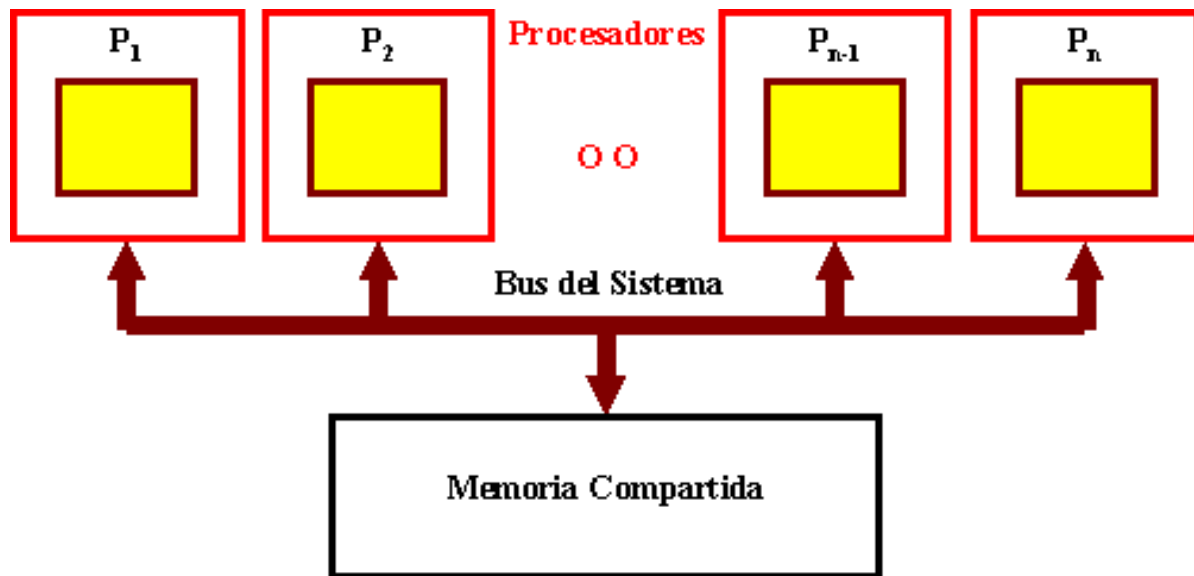 P1
P2
Procesadores
Pn-1
Pn
O O
Bus del Sistema
Memoria Compartida